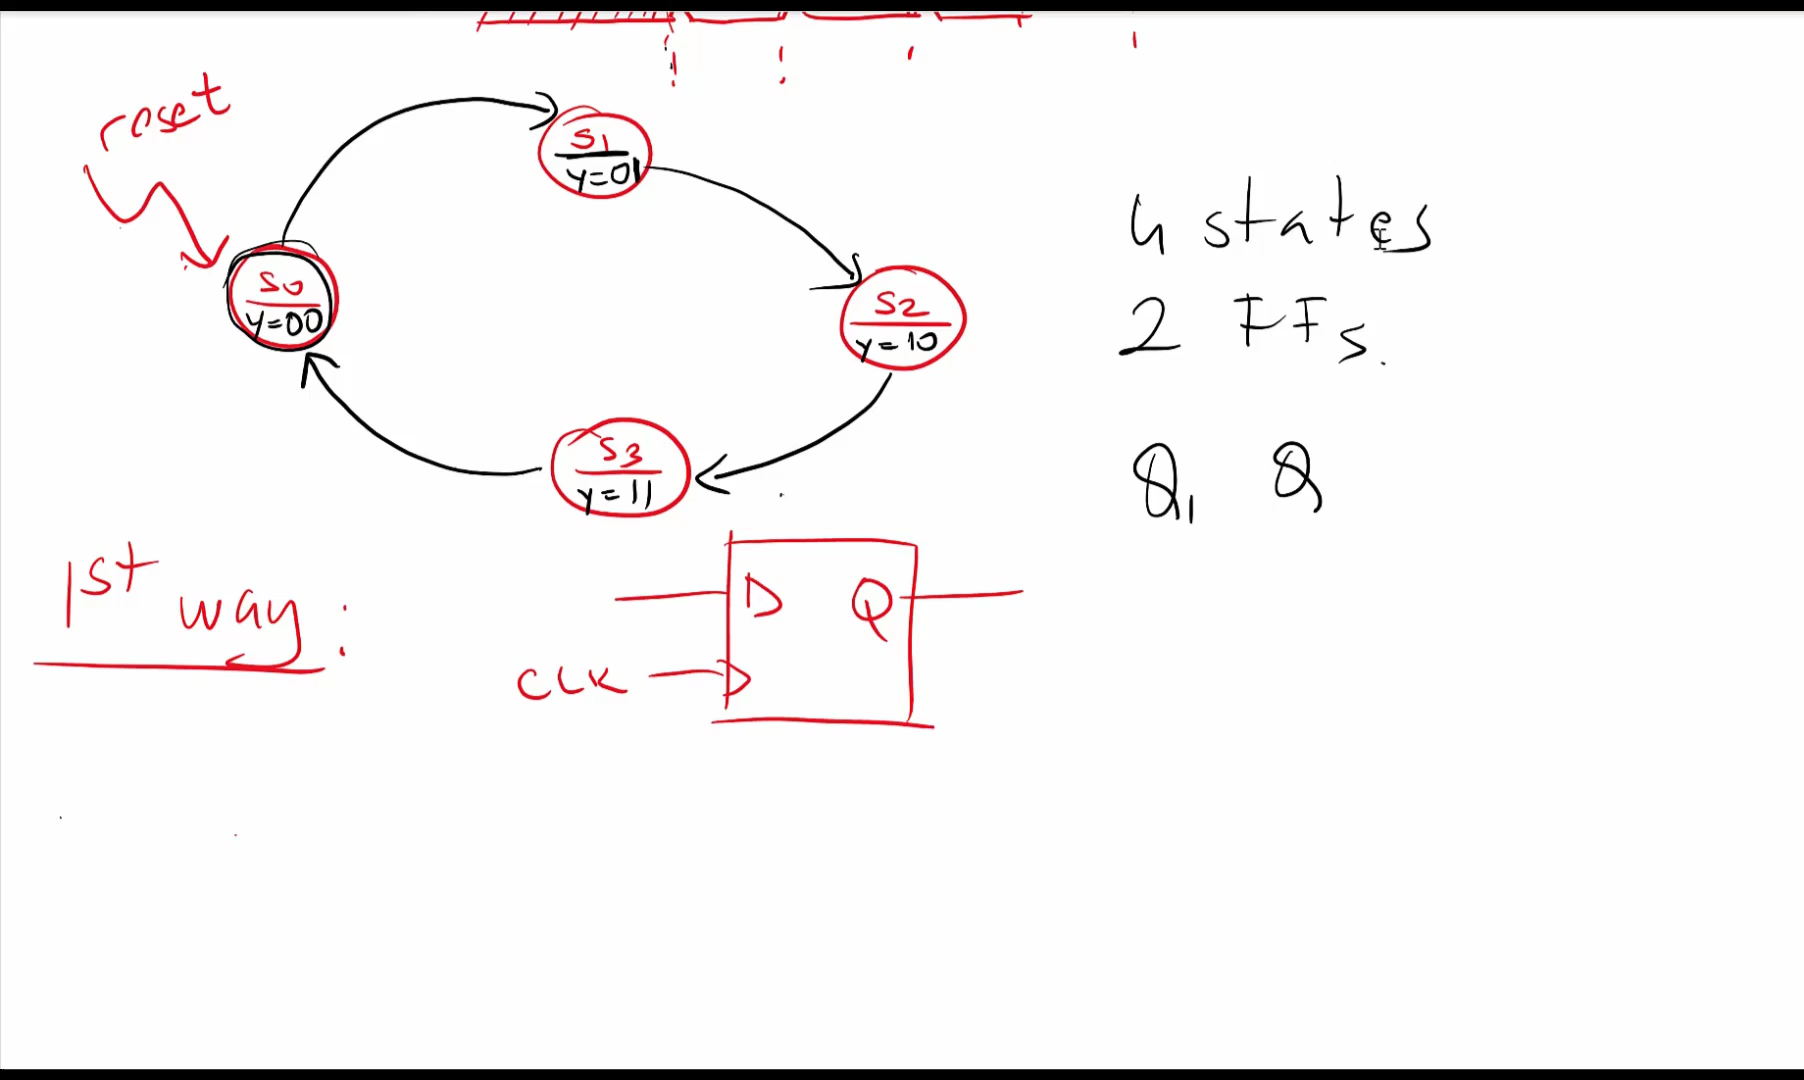 reset
S1
y=01
S0
y=00
S2
y=10
S3
y=11
4 states
2 FFs.
Q1 Q
1st way:
D Q
CLK